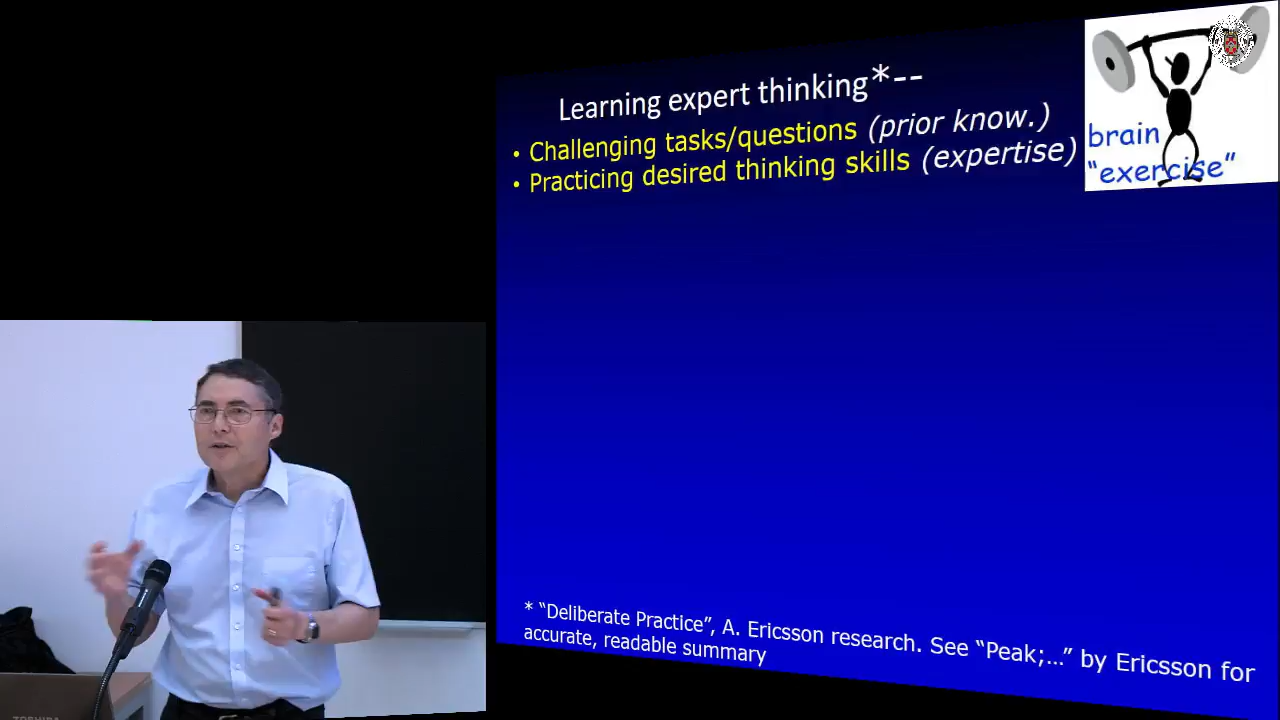 Learning expert thinking*--
• Challenging tasks/questions (prior know.)
• Practicing desired thinking skills (expertise)
brain
“exercise”
* “Deliberate Practice”, A. Ericsson research. See “Peak;…” by Ericsson for
accurate, readable summary
TOSHIBA